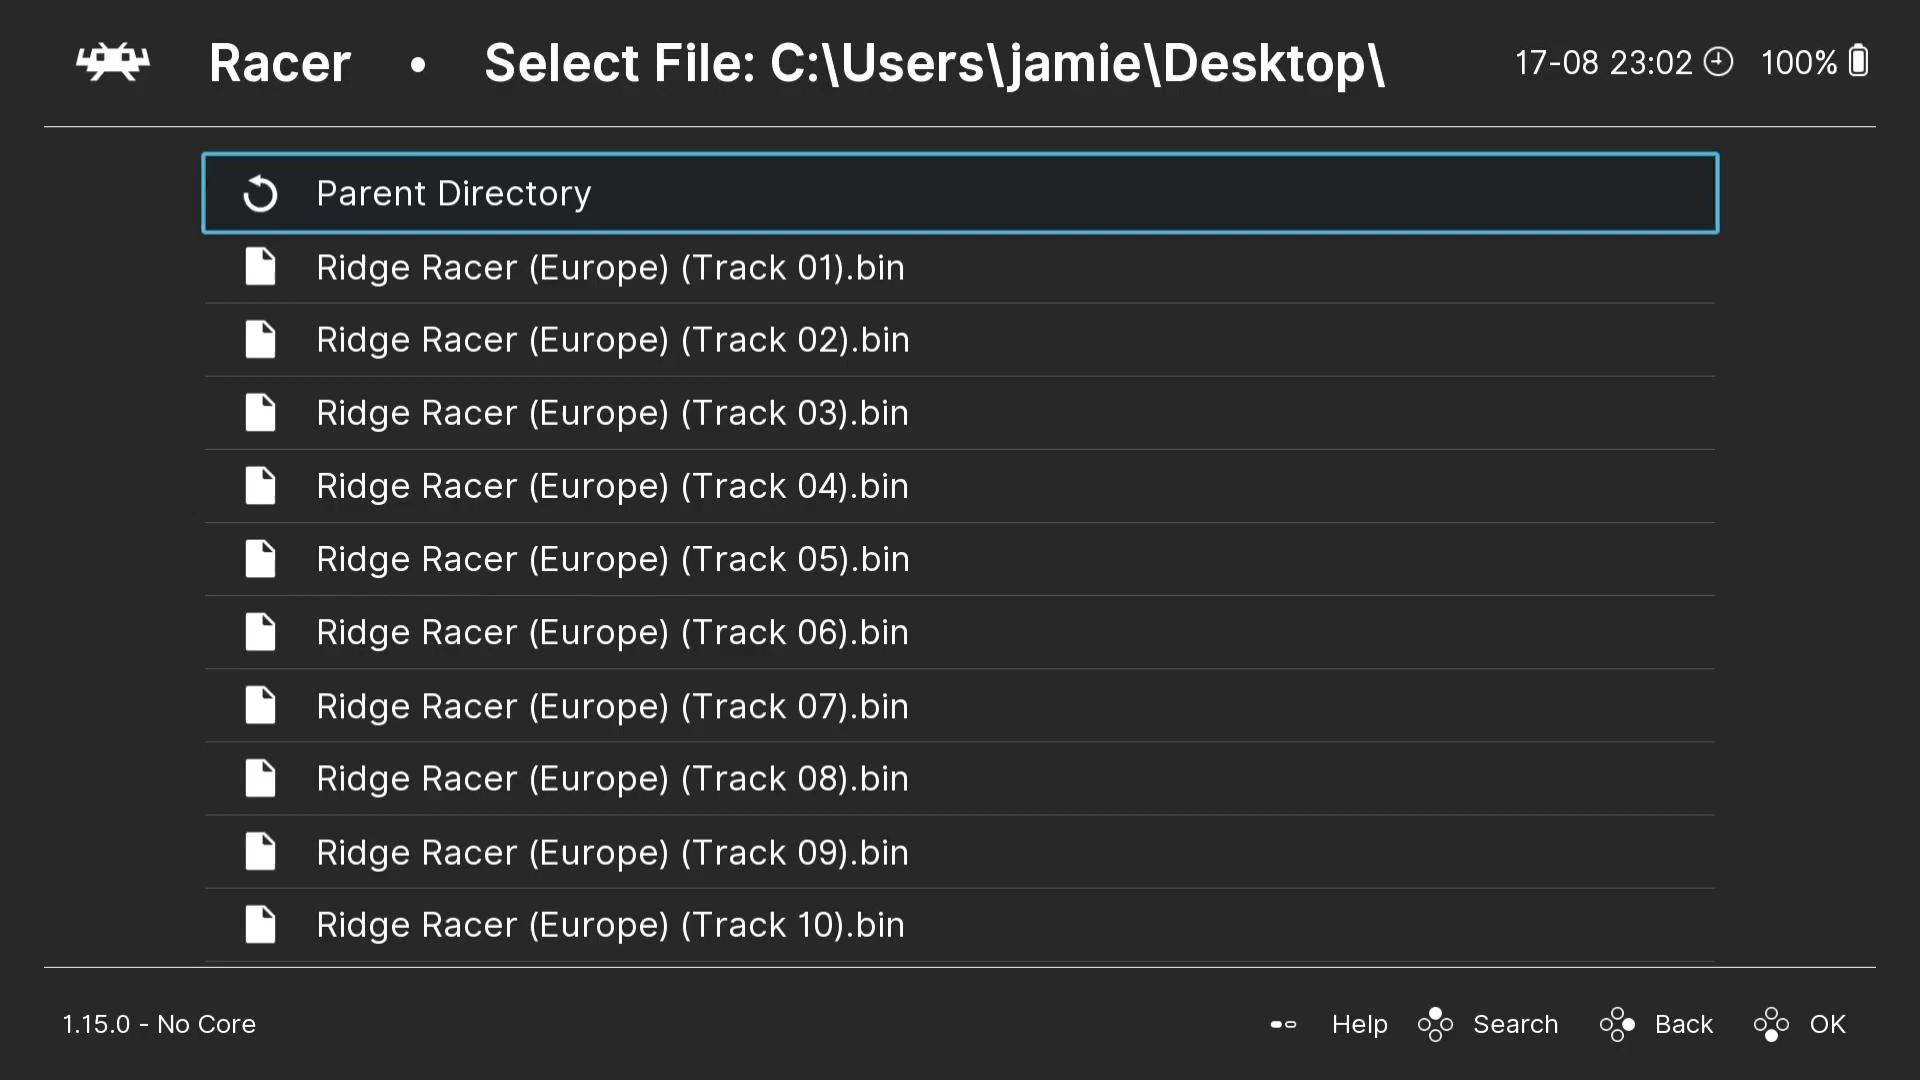 Racer • Select File: C:\Users\jamie\Desktop\ 17-08 23:02 100%
Parent Directory
Ridge Racer (Europe) (Track 01).bin
Ridge Racer (Europe) (Track 02).bin
Ridge Racer (Europe) (Track 03).bin
Ridge Racer (Europe) (Track 04).bin
Ridge Racer (Europe) (Track 05).bin
Ridge Racer (Europe) (Track 06).bin
Ridge Racer (Europe) (Track 07).bin
Ridge Racer (Europe) (Track 08).bin
Ridge Racer (Europe) (Track 09).bin
Ridge Racer (Europe) (Track 10).bin
1.15.0 - No Core Help Search Back OK